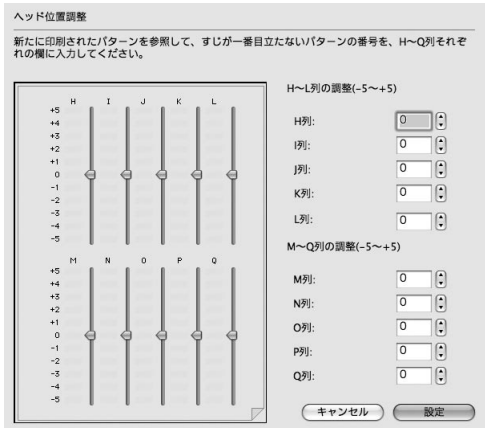 ヘッド位置調整
新たに印刷されたパターンを参照して、すじが一番目立たないパターンの番号を、H〜Q列それぞ
れの欄に入力してください。
H I J K L
+5
+4
+3
+2
+1
0
-1
-2
-3
-4
-5
M N O P Q
+5
+4
+3
+2
+1
0
-1
-2
-3
-4
-5
H〜L列の調整(-5〜+5)
H列: 0
I列: 0
J列: 0
K列: 0
L列: 0
M〜Q列の調整(-5〜+5)
M列: 0
N列: 0
O列: 0
P列: 0
Q列: 0
キャンセル 設定